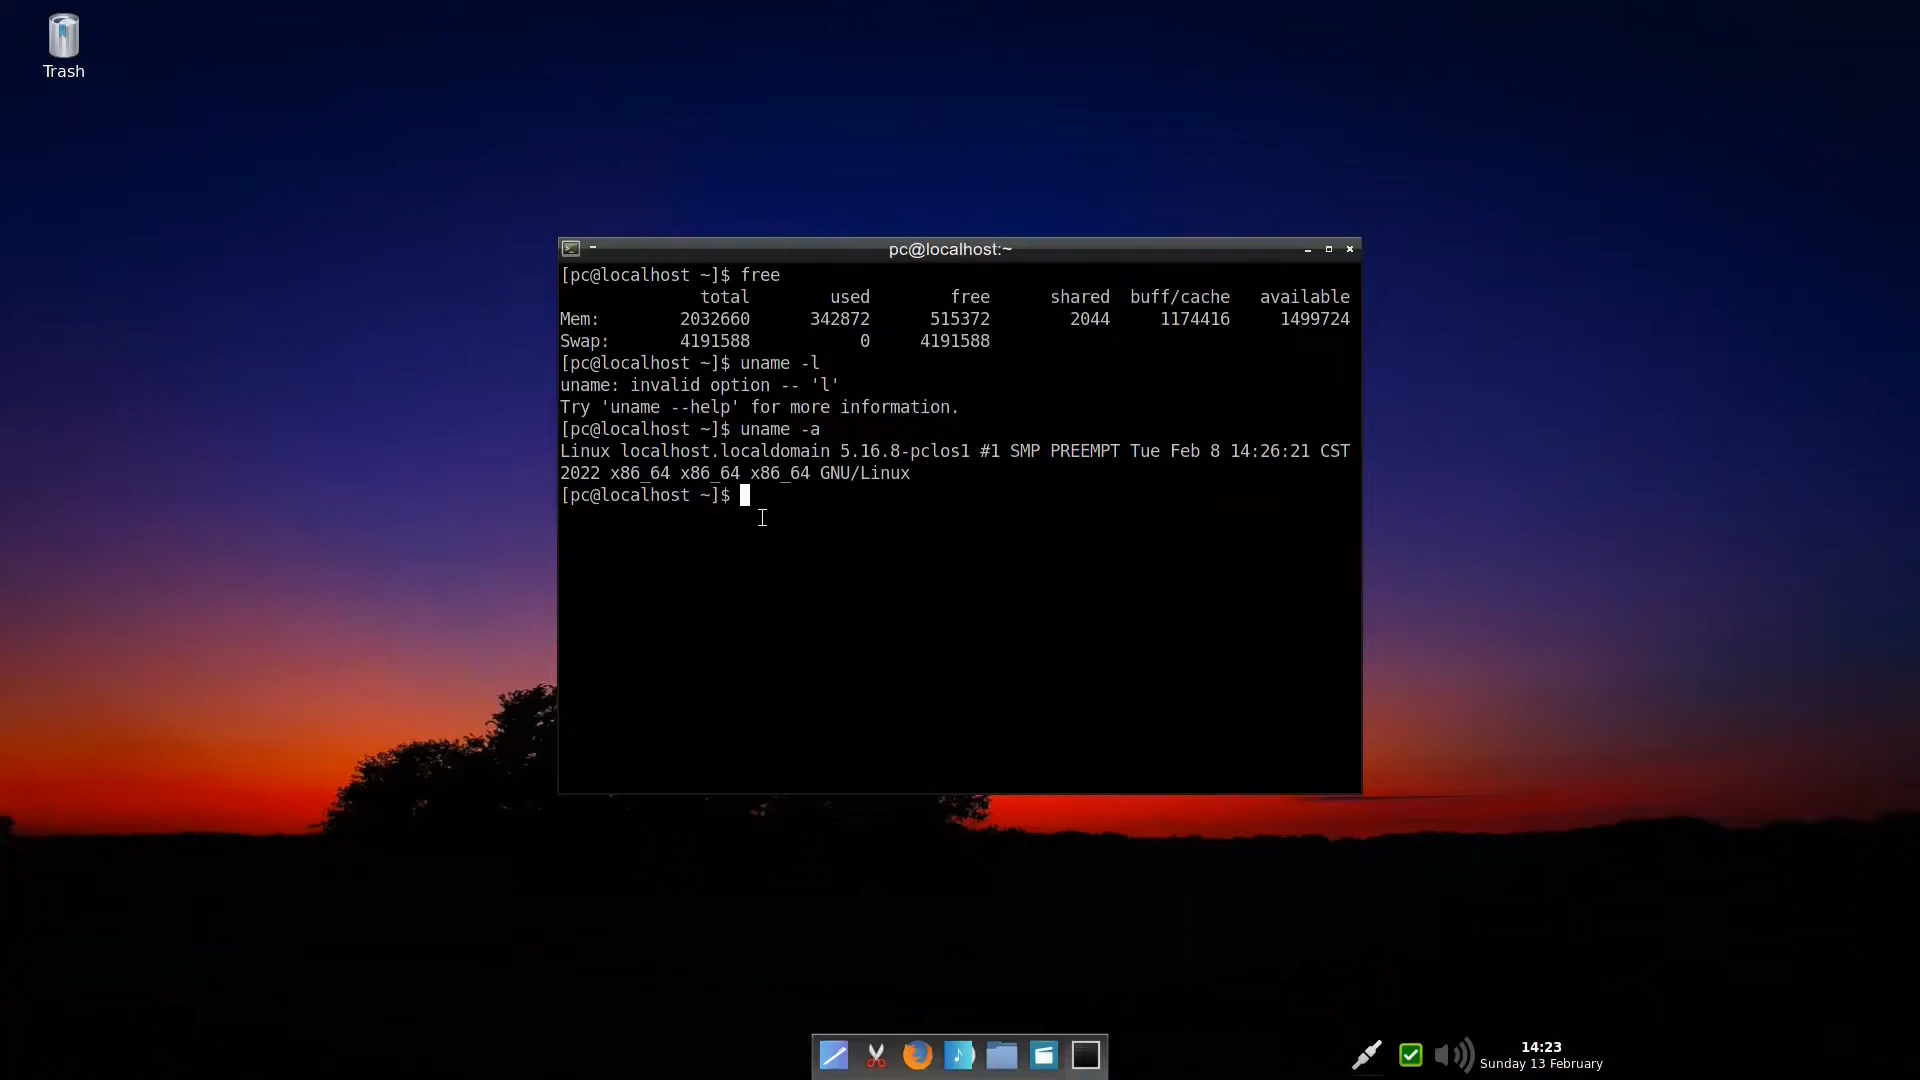 Trash
pc@localhost:~
[pc@localhost ~]$ free
total used free shared buff/cache available
Mem: 2032660 342872 515372 2044 1174416 1499724
Swap: 4191588 0 4191588
[pc@localhost ~]$ uname -l
uname: invalid option -- 'l'
Try 'uname --help' for more information.
[pc@localhost ~]$ uname -a
Linux localhost.localdomain 5.16.8-pclos1 #1 SMP PREEMPT Tue Feb 8 14:26:21 CST
2022 x86_64 x86_64 x86_64 GNU/Linux
[pc@localhost ~]$
14:23
Sunday 13 February